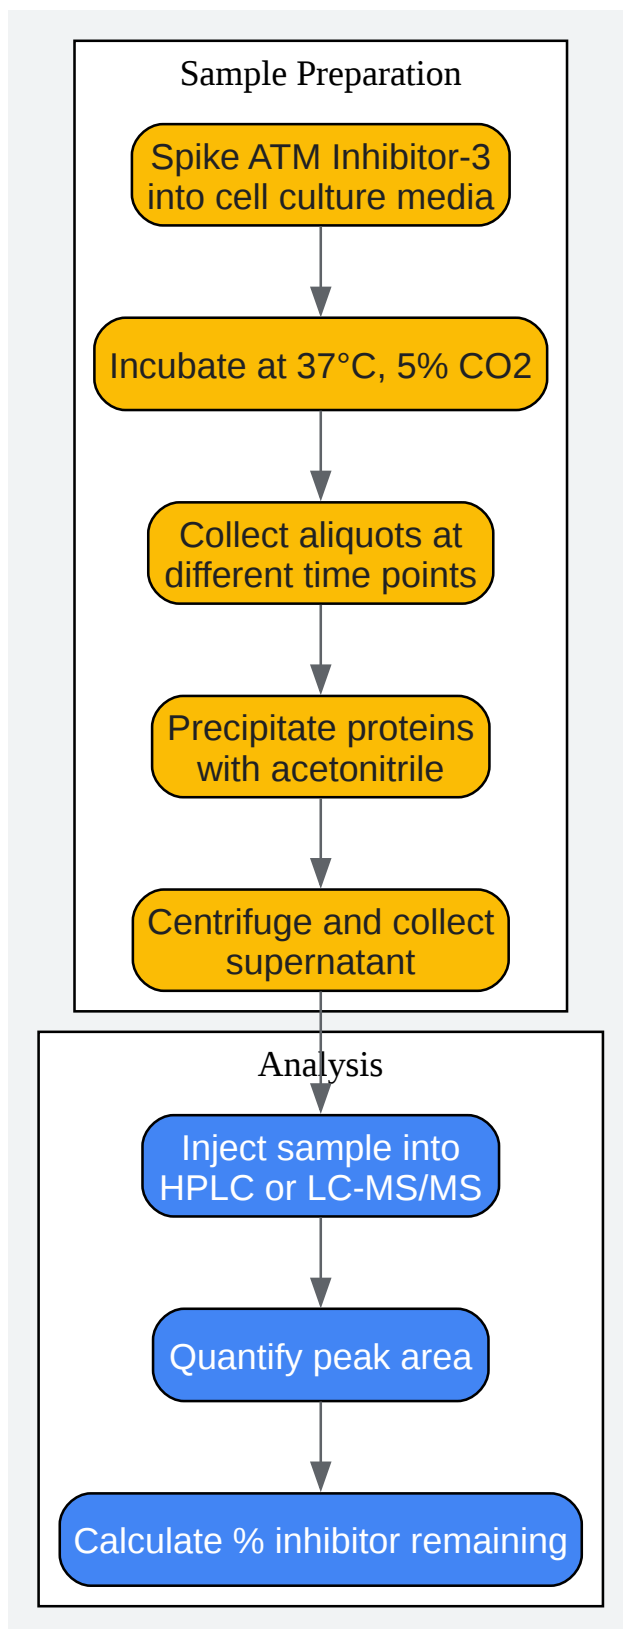 Sample Preparation
Spike ATM Inhibitor-3
into cell culture media
Incubate at 37°C, 5% CO2
Collect aliquots at
different time points
Precipitate proteins
with acetonitrile
Centrifuge and collect
supernatant
Analysis
Inject sample into
HPLC or LC-MS/MS
Quantify peak area
Calculate % inhibitor remaining